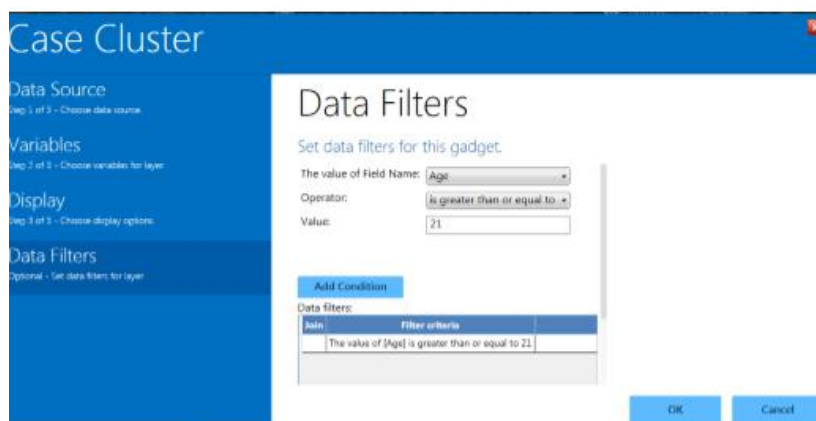 Case Cluster
Data Source
Step 1 of 3 - Choose data source
Variables
Step 2 of 3 - Choose variables for layer
Display
Step 3 of 3 - Choose display options
Data Filters
Optional - Set data filters for layer
Data Filters
Set data filters for this gadget.
The value of Field Name: Age
Operator: is greater than or equal to
Value: 21
Add Condition
Data filters:
Join Filter criteria
The value of [Age] is greater than or equal to 21
OK Cancel